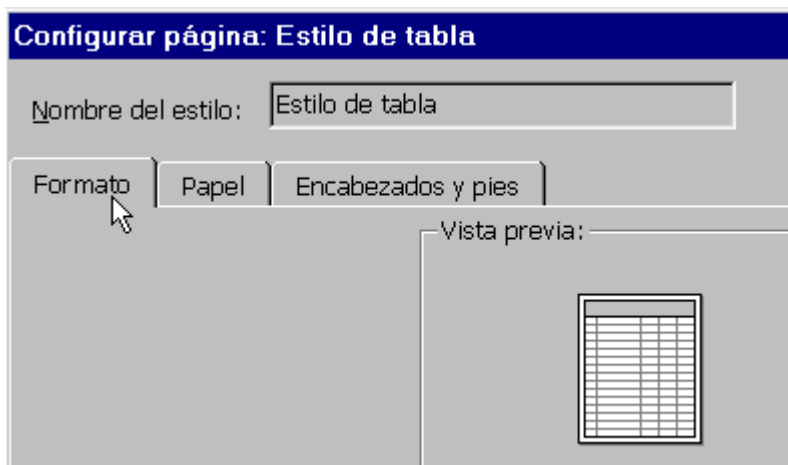 Configurar página: Estilo de tabla
Nombre del estilo: Estilo de tabla
Formato Papel Encabezados y pies
Vista previa: